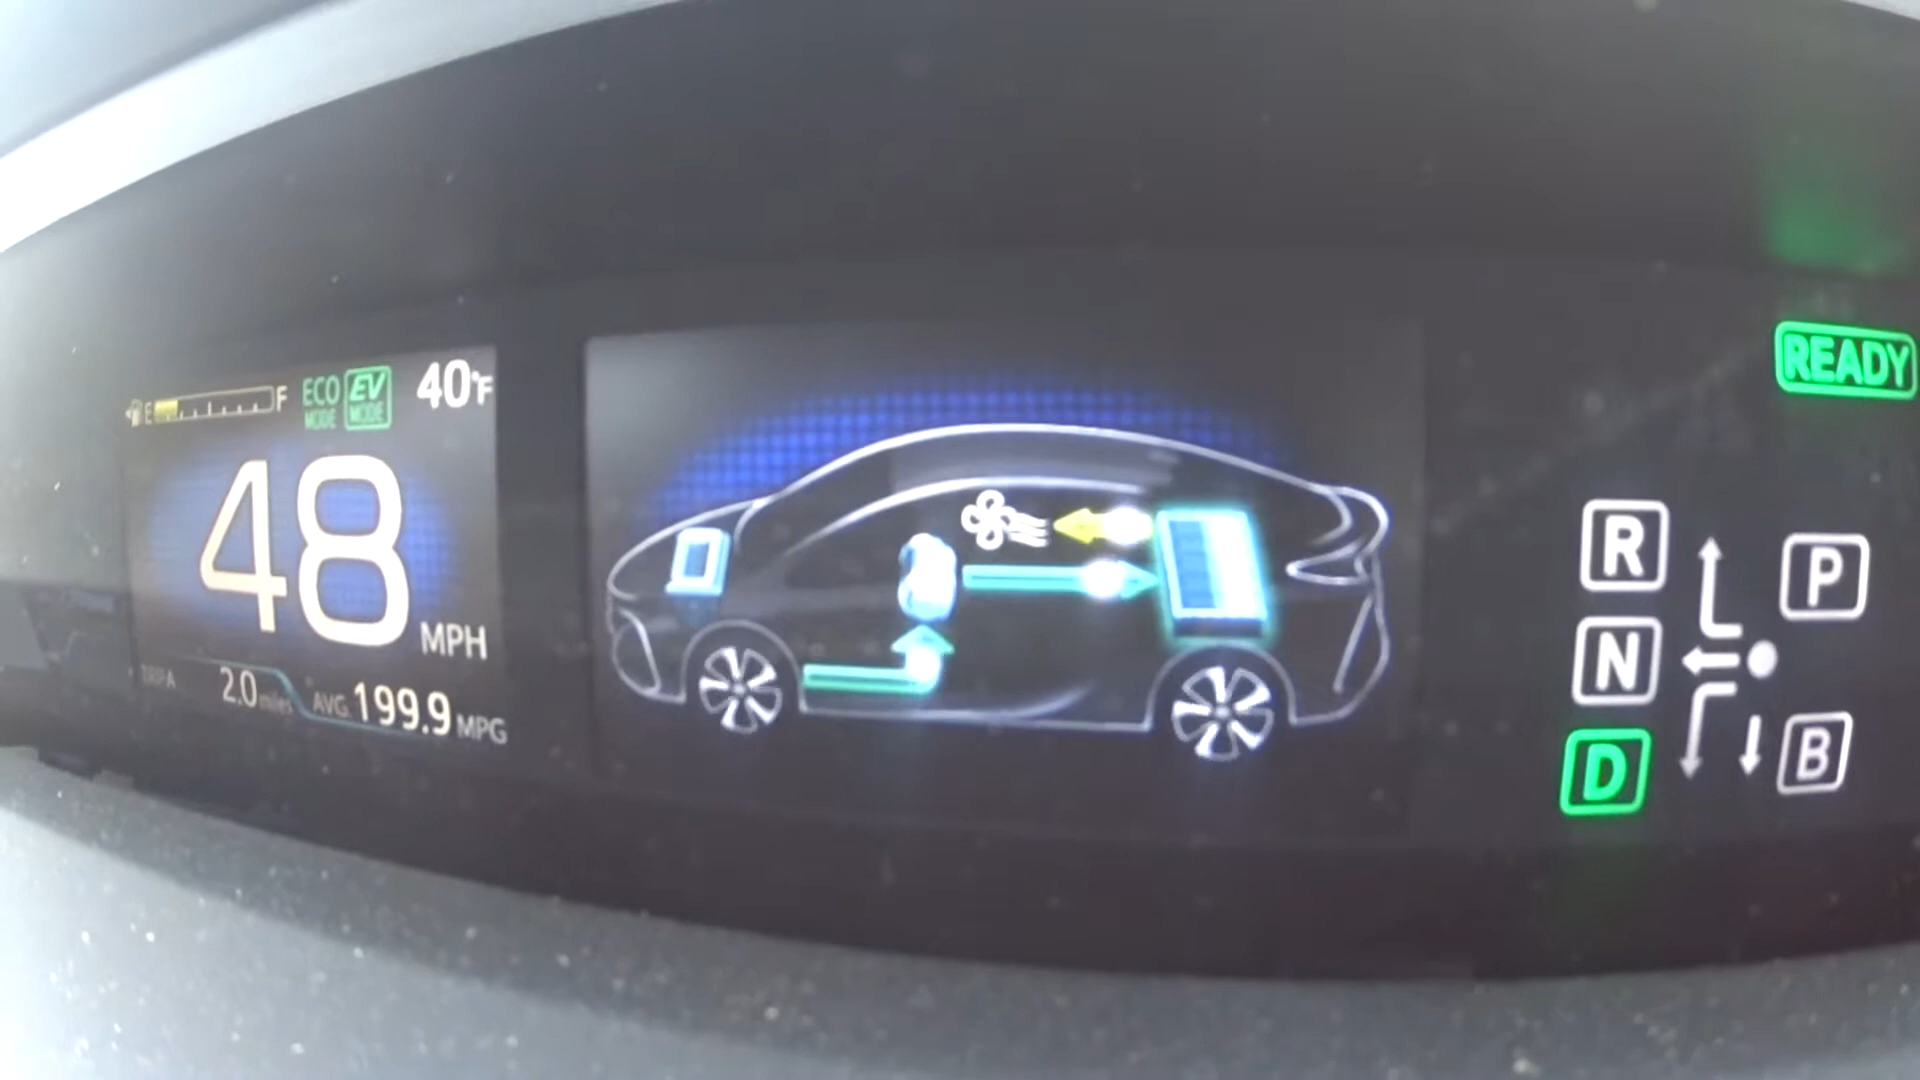 E F ECO MODE EV MODE 40°F
48 MPH
TRIP A 2.0 miles AVG. 199.9 MPG
READY
R P
N
D B